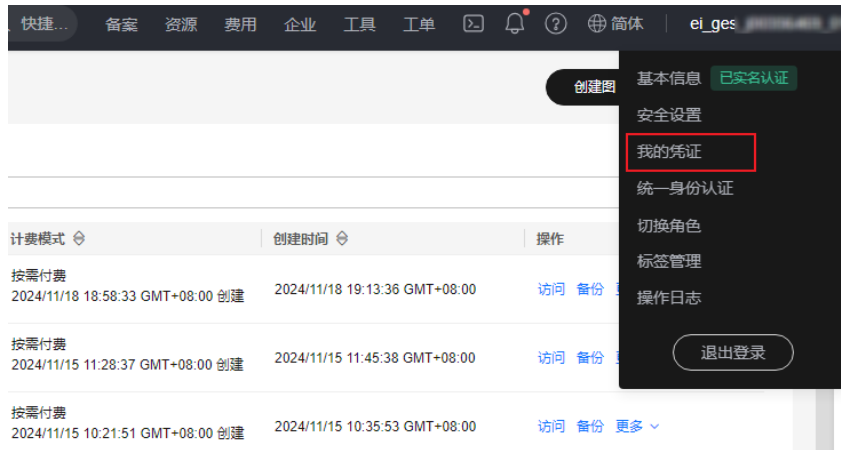 快捷... 备案 资源 费用 企业 工具 工单 简体 ei_ges
基本信息 已实名认证
创建图
安全设置
我的凭证
统一身份认证
切换角色
标签管理
操作日志
退出登录
计费模式 创建时间 操作
按需付费
2024/11/18 18:58:33 GMT+08:00 创建 2024/11/18 19:13:36 GMT+08:00 访问 备份
按需付费
2024/11/15 11:28:37 GMT+08:00 创建 2024/11/15 11:45:38 GMT+08:00 访问 备份
按需付费
2024/11/15 10:21:51 GMT+08:00 创建 2024/11/15 10:35:53 GMT+08:00 访问 备份 更多